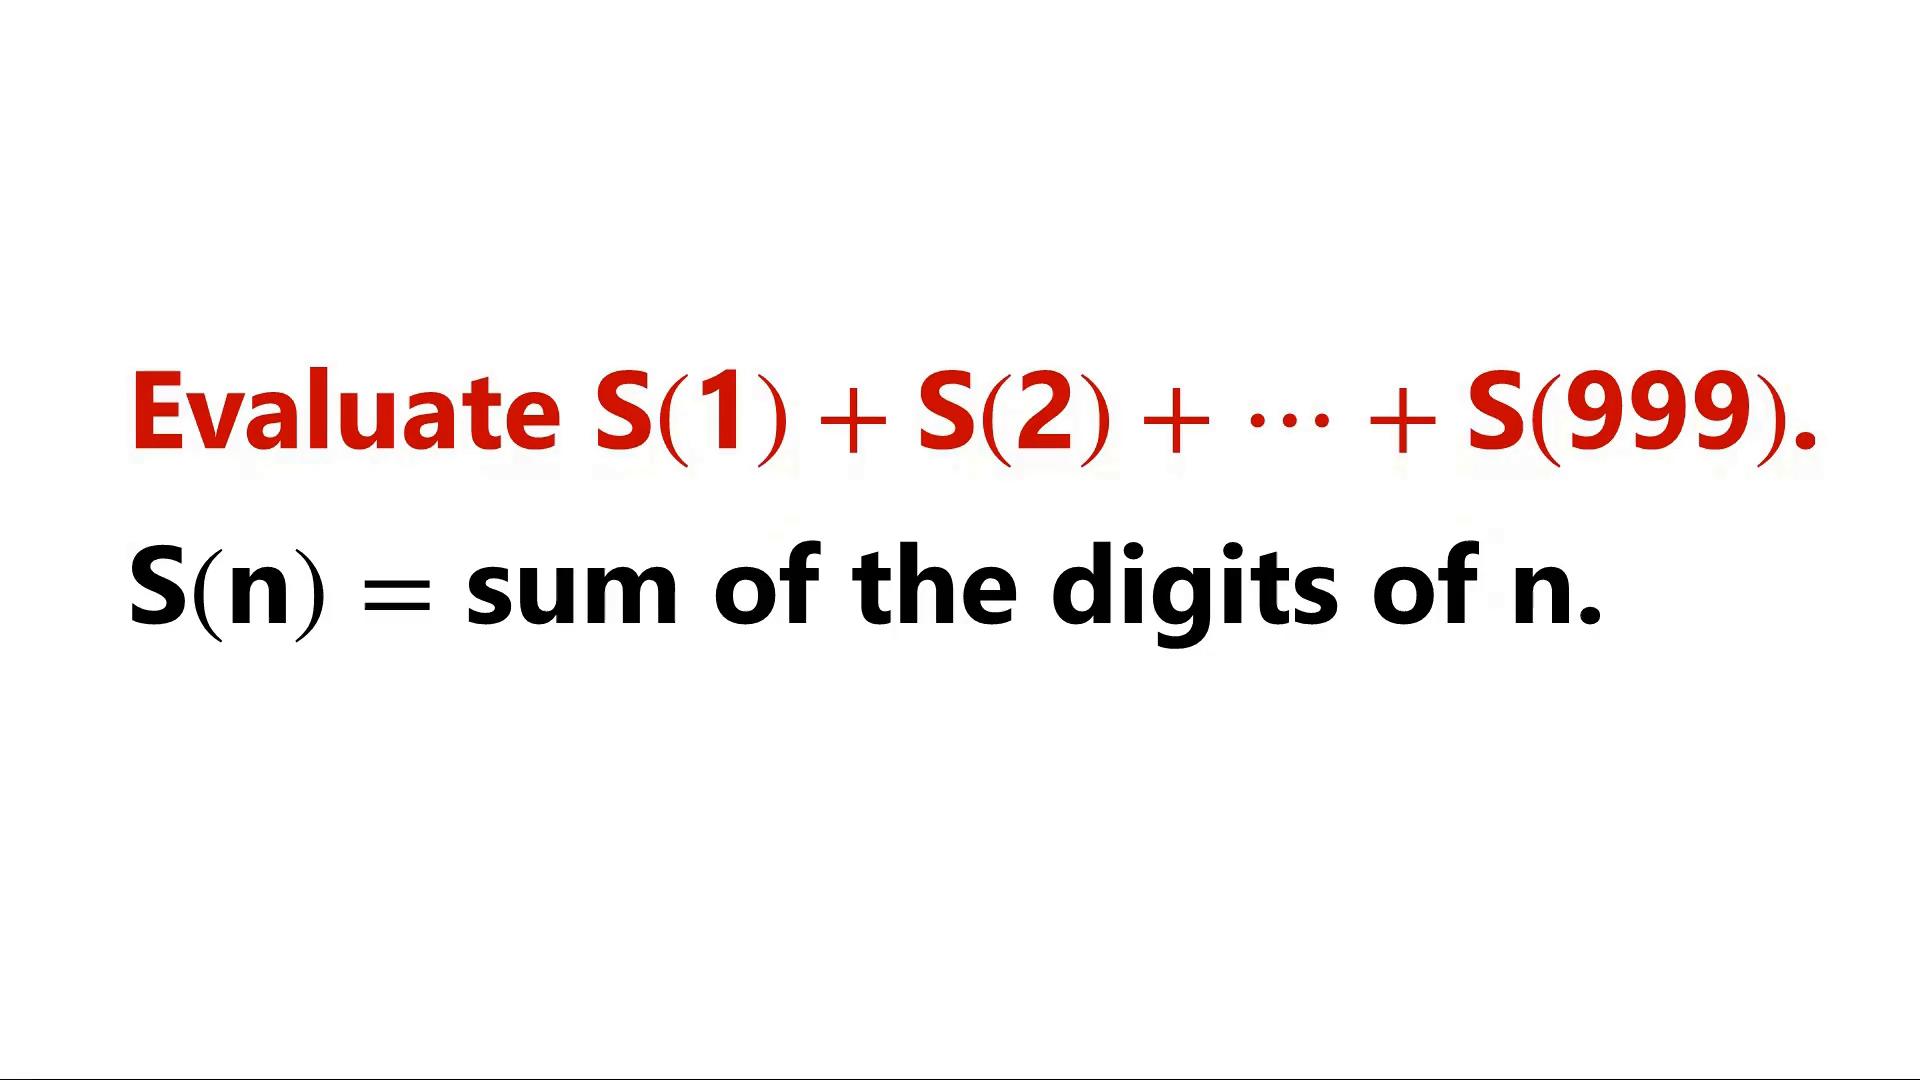 Evaluate S(1) + S(2) + ⋯ + S(999).
S(n) = sum of the digits of n.